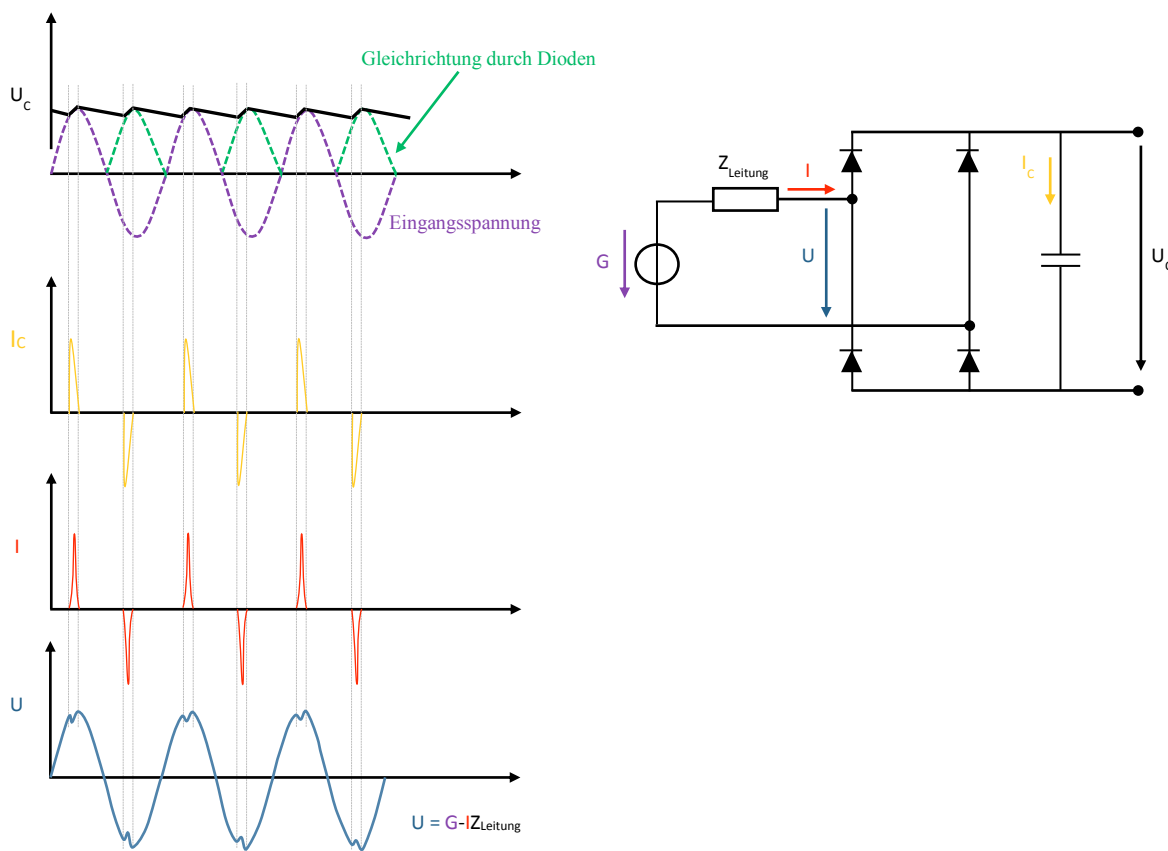 Gleichrichtung durch Dioden
U_C
Eingangsspannung
I_C
I
U
U = G-IZ_Leitung
Z_Leitung
I
I_C
G
U
U_C